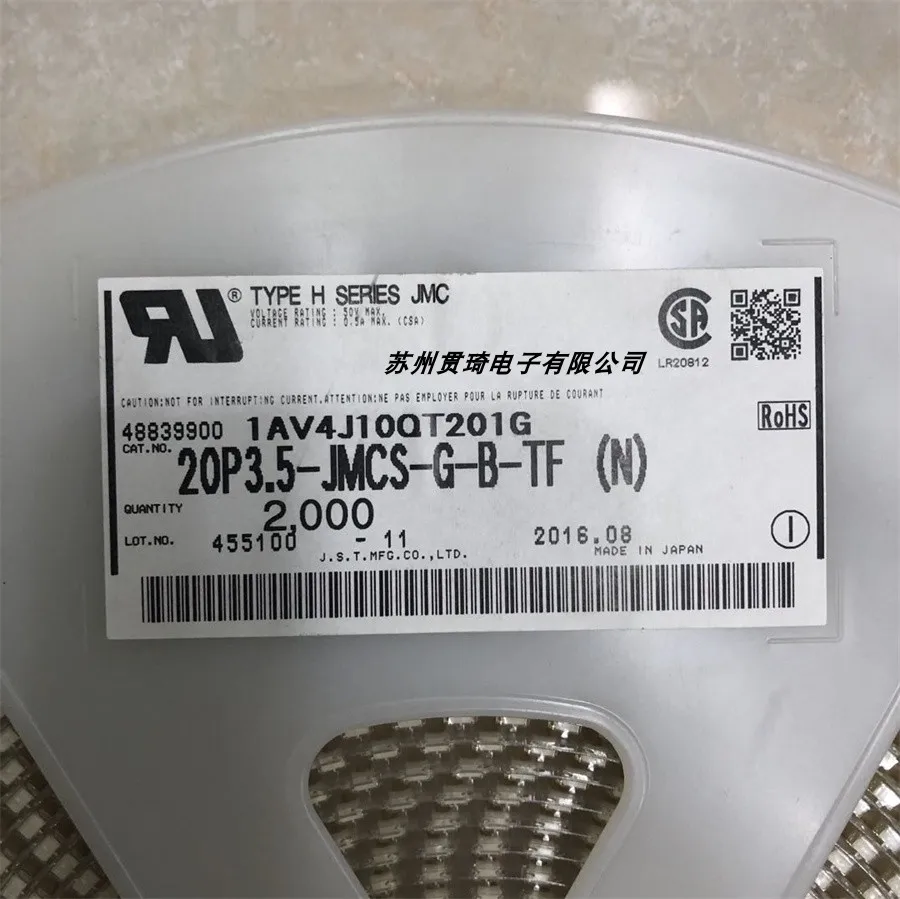 RU® TYPE H SERIES JMC
VOLTAGE RATING : 50V MAX.
CURRENT RATING : 0.5A MAX. (CSA)
SA
LR20812
苏州贯琦电子有限公司
CAUTION:NOT FOR INTERRUPTING CURRENT.ATTENTION:NE PAS EMPLOYER POUR LA RUPTURE DE COURANT
48839900 1AV4J10QT201G
RoHS
CAT.NO. 20P3.5-JMCS-G-B-TF (N)
QUANTITY 2,000
LOT.NO. 455100 - 11 2016.08
J.S.T.MFG.CO.,LTD. MADE IN JAPAN